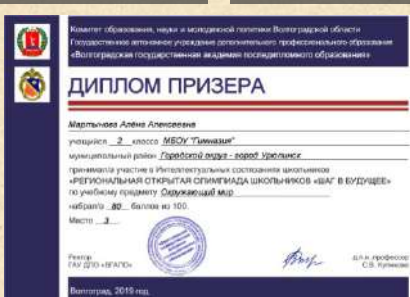 Комитет образования, науки и молодежной политики Волгоградской области
Государственное автономное учреждение дополнительного профессионального образования
«Волгоградская государственная академия последипломного образования»
ДИПЛОМ ПРИЗЕРА
Мартынова Алёна Алексеевна
учащийся 2 класса МБОУ "Гимназия"
муниципальный район Городской округ - город Урюпинск
принимал/а участие в Интеллектуальных состязаниях школьников
«РЕГИОНАЛЬНАЯ ОТКРЫТАЯ ОЛИМПИАДА ШКОЛЬНИКОВ «ШАГ В БУДУЩЕЕ»
по учебному предмету Окружающий мир
набрал/а 80 баллов из 100.
Место 3
Ректор
ГАУ ДПО «ВГАПО»
д.п.н., профессор
С.В. Куликова
Волгоград, 2019 год